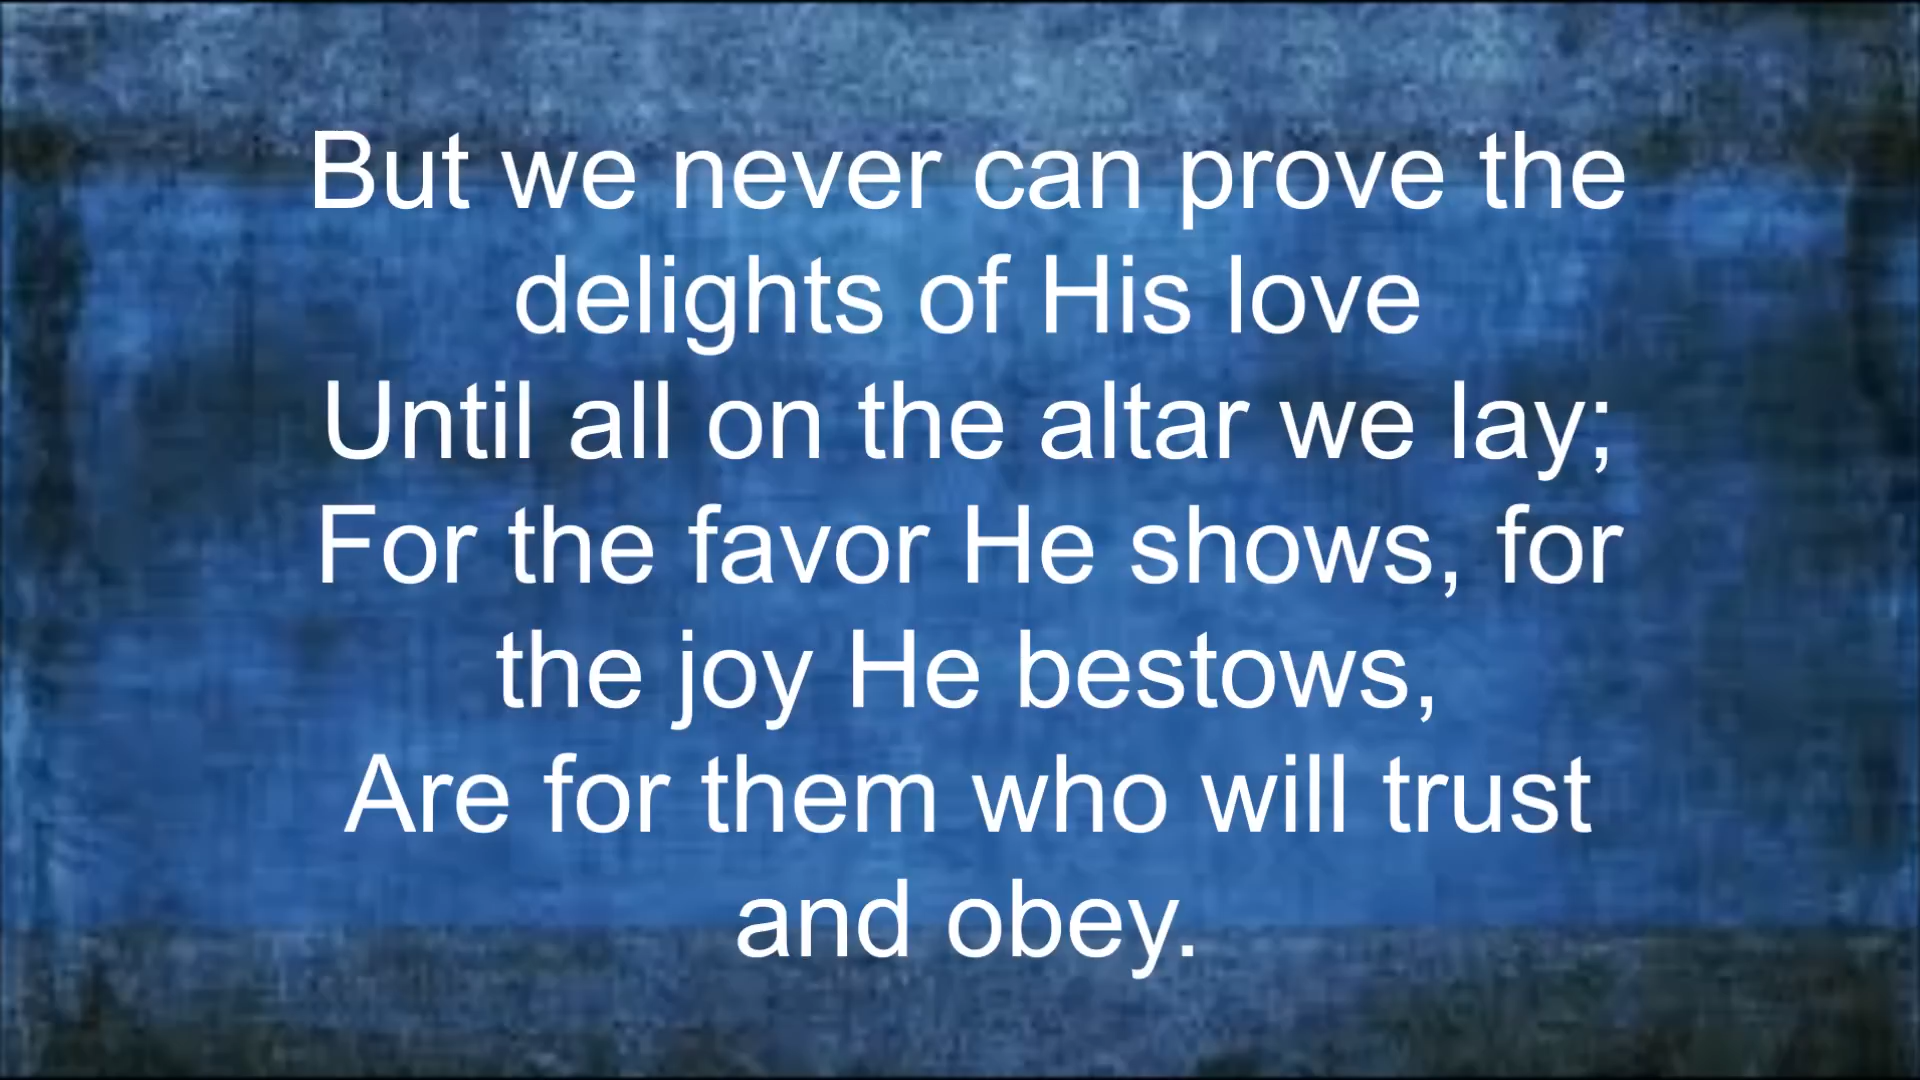 But we never can prove the
delights of His love
Until all on the altar we lay;
For the favor He shows, for
the joy He bestows,
Are for them who will trust
and obey.